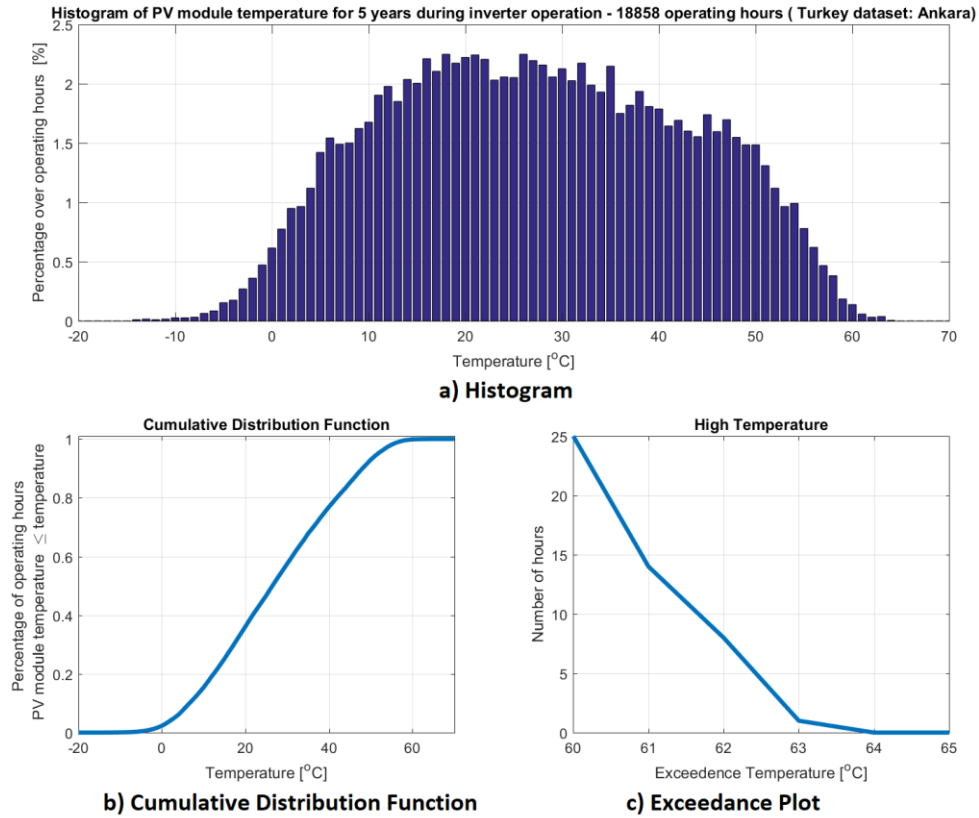 Histogram of PV module temperature for 5 years during inverter operation - 18858 operating hours ( Turkey dataset: Ankara)
Percentage over operating hours [%]
2.5
2
1.5
1
0.5
0
-20 -10 0 10 20 30 40 50 60 70
Temperature [°C]
a) Histogram
Cumulative Distribution Function
Percentage of operating hours
PV module temperature ≤ temperature
1
0.8
0.6
0.4
0.2
0
-20 0 20 40 60
Temperature [°C]
b) Cumulative Distribution Function
High Temperature
Number of hours
25
20
15
10
5
0
60 61 62 63 64 65
Exceedence Temperature [°C]
c) Exceedance Plot